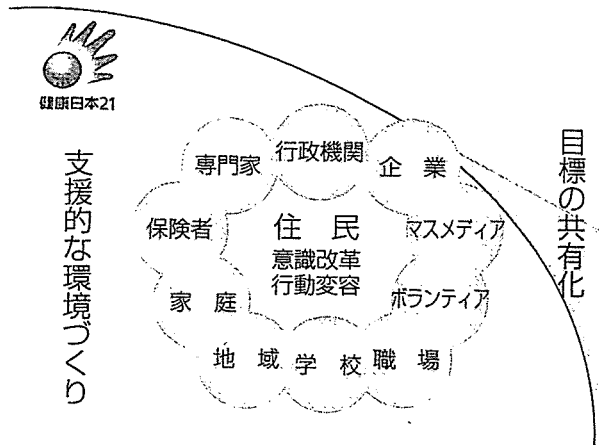 健康日本21
支援的な環境づくり
目標の共有化
行政機関
企 業
マスメディア
ボランティア
職 場
学 校
地 域
家 庭
保険者
専門家
住 民
意識改革
行動変容